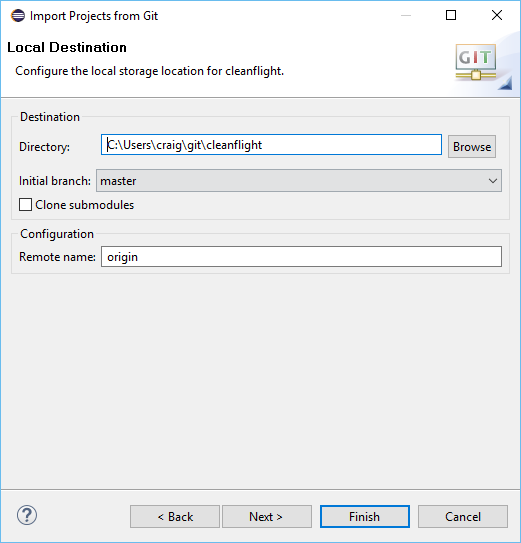 Import Projects from Git
Local Destination
Configure the local storage location for cleanflight.
GIT
Destination
Directory: C:\Users\craig\git\cleanflight Browse
Initial branch: master
Clone submodules
Configuration
Remote name: origin
? < Back Next > Finish Cancel